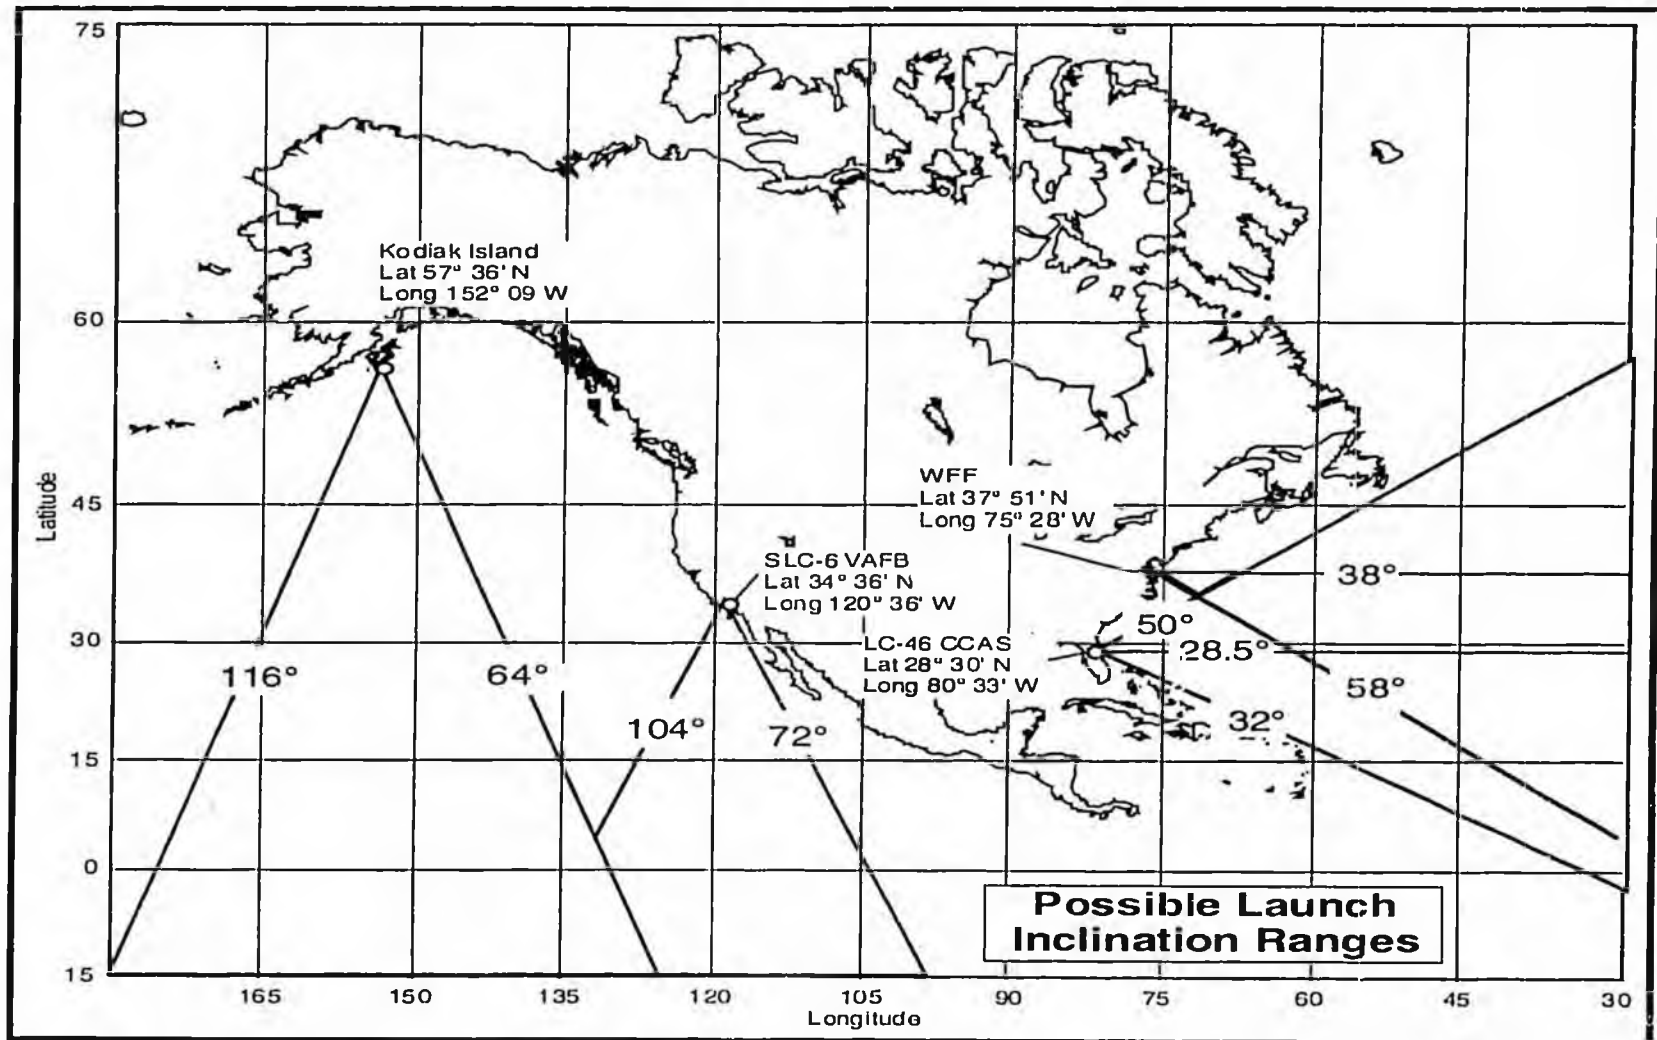 75
Kodiak Island
Lat 57° 36' N
Long 152° 09 W
60
WFF
Lat 37° 51' N
Long 75° 28' W
45
Latitude
SLC-6 VAFB
Lat 34° 36' N
Long 120° 36' W
38°
50°
30
LC-46 CCAS
Lat 28° 30' N
Long 80° 33' W
28.5°
116°
64°
58°
104°
72°
32°
15
0
Possible Launch
Inclination Ranges
15
165
150
135
120
105
90
75
60
45
30
Longitude